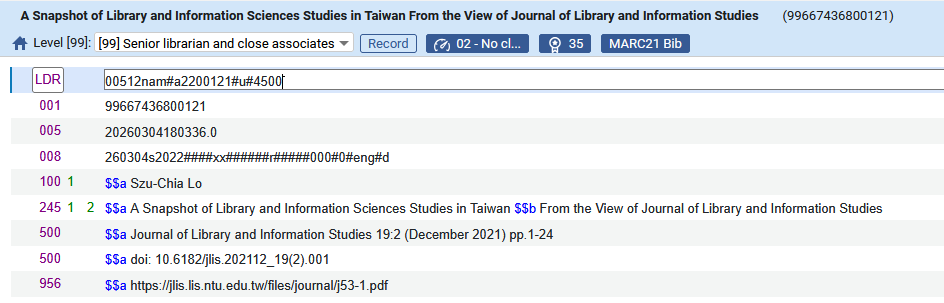 A Snapshot of Library and Information Sciences Studies in Taiwan From the View of Journal of Library and Information Studies (99667436800121)
Level [99]: [99] Senior librarian and close associates Record 02 - No cl... 35 MARC21 Bib
LDR 00512nam#a2200121#u#4500
001 99667436800121
005 20260304180336.0
008 260304s2022####xx######r#####000#0#eng#d
100 1 $$a Szu-Chia Lo
245 1 2 $$a A Snapshot of Library and Information Sciences Studies in Taiwan $$b From the View of Journal of Library and Information Studies
500 $$a Journal of Library and Information Studies 19:2 (December 2021) pp.1-24
500 $$a doi: 10.6182/jlis.202112_19(2).001
956 $$a https://jlis.lis.ntu.edu.tw/files/journal/j53-1.pdf